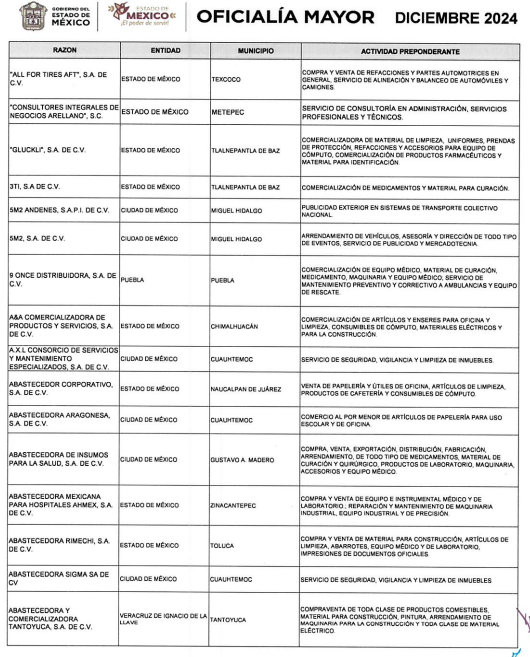 GOBIERNO DEL
ESTADO DE
MÉXICO
ESTADO DE
MÉXICO
¡El poder de servir!
OFICIALÍA MAYOR
DICIEMBRE 2024
RAZON
ENTIDAD
MUNICIPIO
ACTIVIDAD PREPONDERANTE
"ALL FOR TIRES AFT", S.A. DE
C.V.
ESTADO DE MÉXICO
TEXCOCO
COMPRA Y VENTA DE REFACCIONES Y PARTES AUTOMOTRICES EN
GENERAL, SERVICIO DE ALINEACIÓN Y BALANCEO DE AUTOMÓVILES Y
CAMIONES.
"CONSULTORES INTEGRALES DE
NEGOCIOS ARELLANO", S.C.
ESTADO DE MÉXICO
METEPEC
SERVICIO DE CONSULTORÍA EN ADMINISTRACIÓN, SERVICIOS
PROFESIONALES Y TÉCNICOS.
"GLUCKLI", S.A. DE C.V.
ESTADO DE MÉXICO
TLALNEPANTLA DE BAZ
COMERCIALIZADORA DE MATERIAL DE LIMPIEZA, UNIFORMES, PRENDAS
DE PROTECCIÓN, REFACCIONES Y ACCESORIOS PARA EQUIPO DE
CÓMPUTO, COMERCIALIZACIÓN DE PRODUCTOS FARMACÉUTICOS Y
MATERIAL PARA IDENTIFICACIÓN.
3TI, S.A DE C.V.
ESTADO DE MÉXICO
TLALNEPANTLA DE BAZ
COMERCIALIZACIÓN DE MEDICAMENTOS Y MATERIAL PARA CURACIÓN.
5M2 ANDENES, S.A.P.I. DE C.V.
CIUDAD DE MÉXICO
MIGUEL HIDALGO
PUBLICIDAD EXTERIOR EN SISTEMAS DE TRANSPORTE COLECTIVO
NACIONAL.
5M2, S.A. DE C.V.
CIUDAD DE MÉXICO
MIGUEL HIDALGO
ARRENDAMIENTO DE VEHÍCULOS, ASESORÍA Y DIRECCIÓN DE TODO TIPO
DE EVENTOS, SERVICIO DE PUBLICIDAD Y MERCADOTECNIA.
9 ONCE DISTRIBUIDORA, S.A. DE
C.V.
PUEBLA
PUEBLA
COMERCIALIZACIÓN DE EQUIPO MÉDICO, MATERIAL DE CURACIÓN,
MEDICAMENTO, MAQUINARIA Y EQUIPO MÉDICO, SERVICIO DE
MANTENIMIENTO PREVENTIVO Y CORRECTIVO A AMBULANCIAS Y EQUIPO
DE RESCATE.
A&A COMERCIALIZADORA DE
PRODUCTOS Y SERVICIOS, S.A.
DE C.V.
ESTADO DE MÉXICO
CHIMALHUACÁN
COMERCIALIZACIÓN DE ARTÍCULOS Y ENSERES PARA OFICINA Y
LIMPIEZA, CONSUMIBLES DE CÓMPUTO, MATERIALES ELÉCTRICOS Y
PARA LA CONSTRUCCIÓN.
A.X.L CONSORCIO DE SERVICIOS
Y MANTENIMIENTO
ESPECIALIZADOS, S.A. DE C.V.
CIUDAD DE MÉXICO
CUAUHTEMOC
SERVICIO DE SEGURIDAD, VIGILANCIA Y LIMPIEZA DE INMUEBLES.
ABASTECEDOR CORPORATIVO,
S.A. DE C.V.
ESTADO DE MÉXICO
NAUCALPAN DE JUÁREZ
VENTA DE PAPELERÍA Y ÚTILES DE OFICINA, ARTÍCULOS DE LIMPIEZA,
PRODUCTOS DE CAFETERÍA Y CONSUMIBLES DE CÓMPUTO.
ABASTECEDORA ARAGONESA,
S.A. DE C.V.
CIUDAD DE MÉXICO
CUAUHTEMOC
COMERCIO AL POR MENOR DE ARTÍCULOS DE PAPELERÍA PARA USO
ESCOLAR Y DE OFICINA.
ABASTECEDORA DE INSUMOS
PARA LA SALUD, S.A. DE C.V.
CIUDAD DE MÉXICO
GUSTAVO A. MADERO
COMPRA, VENTA, EXPORTACIÓN, DISTRIBUCIÓN, FABRICACIÓN,
ARRENDAMIENTO, DE TODO TIPO DE MEDICAMENTOS, MATERIAL DE
CURACIÓN Y QUIRÚRGICO, PRODUCTOS DE LABORATORIO, MAQUINARIA,
ACCESORIOS Y EQUIPO MÉDICO.
ABASTECEDORA MEXICANA
PARA HOSPITALES AHMEX, S.A.
DE C.V.
ESTADO DE MÉXICO
ZINACANTEPEC
COMPRA Y VENTA DE EQUIPO E INSTRUMENTAL MÉDICO Y DE
LABORATORIO ; REPARACIÓN Y MANTENIMIENTO DE MAQUINARIA
INDUSTRIAL, EQUIPO INDUSTRIAL Y DE PRECISIÓN.
ABASTECEDORA RIMECHI, S.A.
DE C.V.
ESTADO DE MÉXICO
TOLUCA
COMPRA Y VENTA DE MATERIAL PARA CONSTRUCCIÓN, ARTÍCULOS DE
LIMPIEZA, ABARROTES, EQUIPO MÉDICO Y DE LABORATORIO,
IMPRESIONES DE DOCUMENTOS OFICIALES.
ABASTECEDORA SIGMA SA DE
CV
CIUDAD DE MÉXICO
CUAUHTEMOC
SERVICIO DE SEGURIDAD, VIGILANCIA Y LIMPIEZA DE INMUEBLES
ABASTECEDORA Y
COMERCIALIZADORA
TANTOYUCA, S.A. DE C.V.
VERACRUZ DE IGNACIO DE LA
LLAVE
TANTOYUCA
COMPRAVENTA DE TODA CLASE DE PRODUCTOS COMESTIBLES,
MATERIAL PARA CONSTRUCCIÓN, PINTURA, ARRENDAMIENTO DE
MAQUINARIA PARA LA CONSTRUCCIÓN Y TODA CLASE DE MATERIAL
ELÉCTRICO